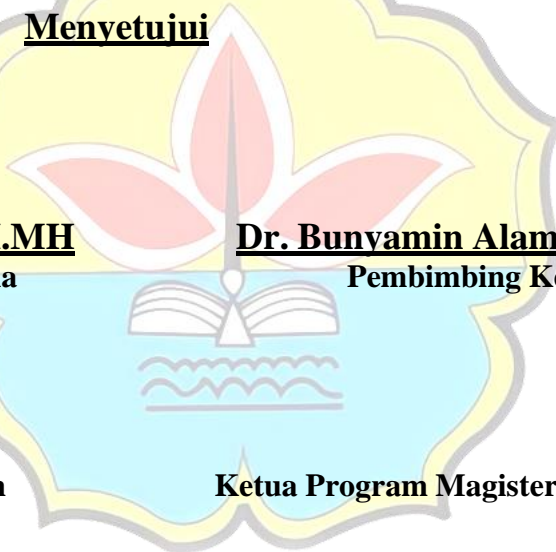 Menyetujui
.MH Dr. Bunyamin Alam
Pembimbing
Ketua Program Magister